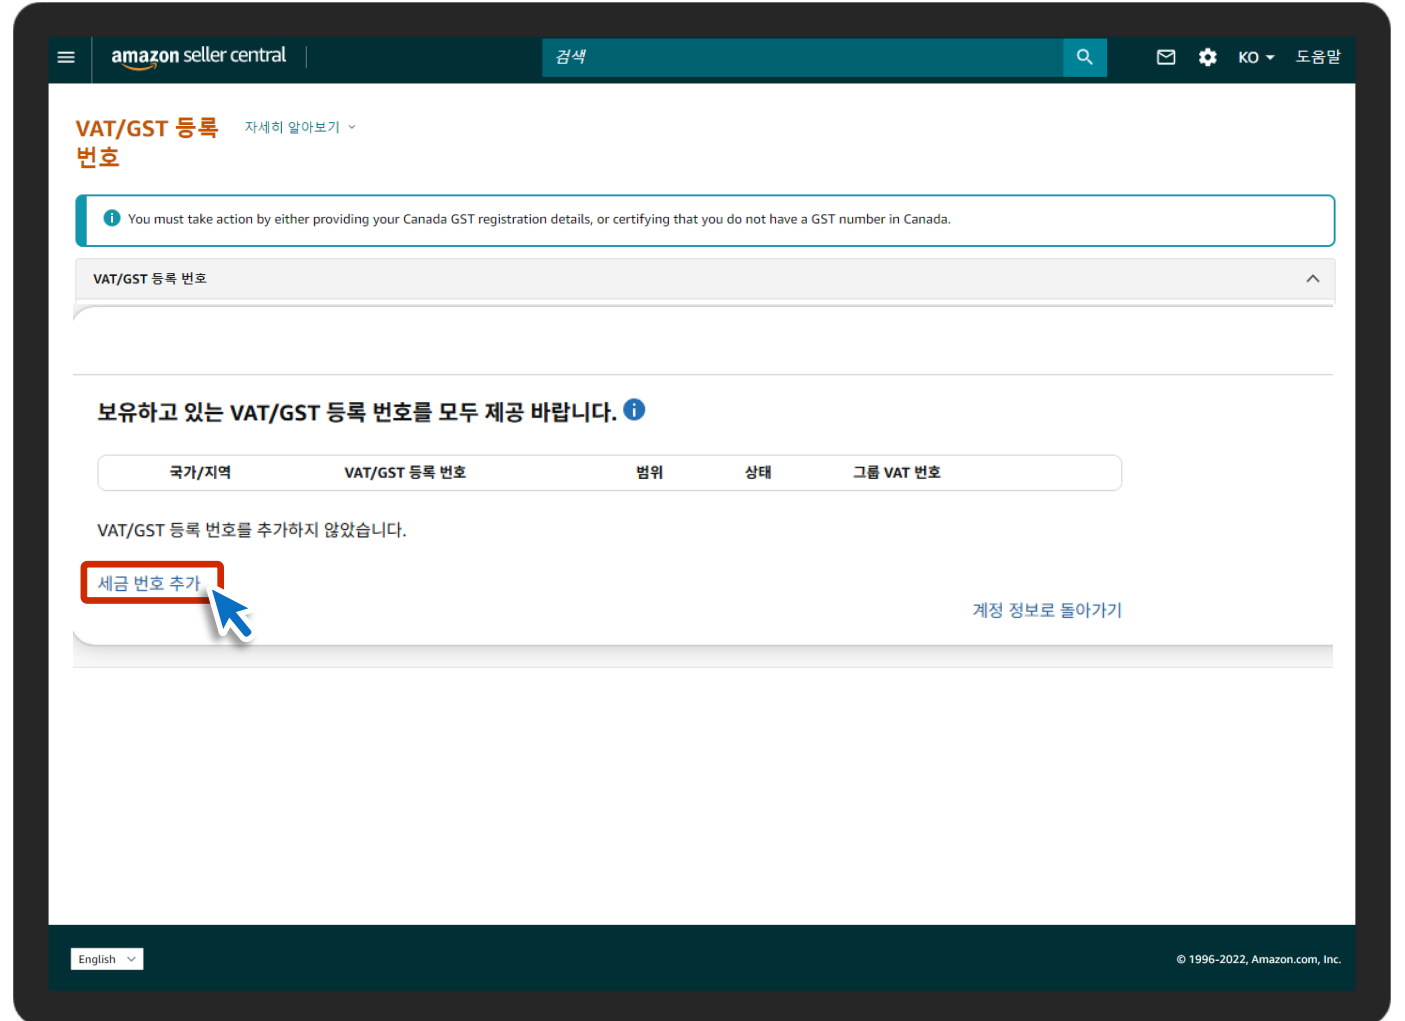 amazon seller central
검색
KO
도움말
VAT/GST 등록
번호
자세히 알아보기
You must take action by either providing your Canada GST registration details, or certifying that you do not have a GST number in Canada.
VAT/GST 등록 번호
보유하고 있는 VAT/GST 등록 번호를 모두 제공 바랍니다.
국가/지역 VAT/GST 등록 번호 범위 상태 그룹 VAT 번호
VAT/GST 등록 번호를 추가하지 않았습니다.
세금 번호 추가
계정 정보로 돌아가기
English
© 1996-2022, Amazon.com, Inc.